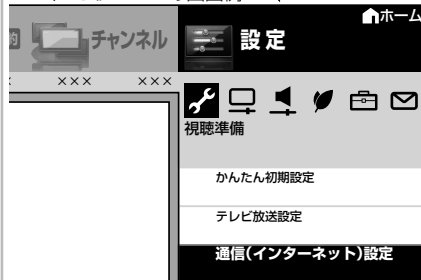 ホーム
チャンネル
設定
××× ×××
視聴準備
かんたん初期設定
テレビ放送設定
通信(インターネット)設定